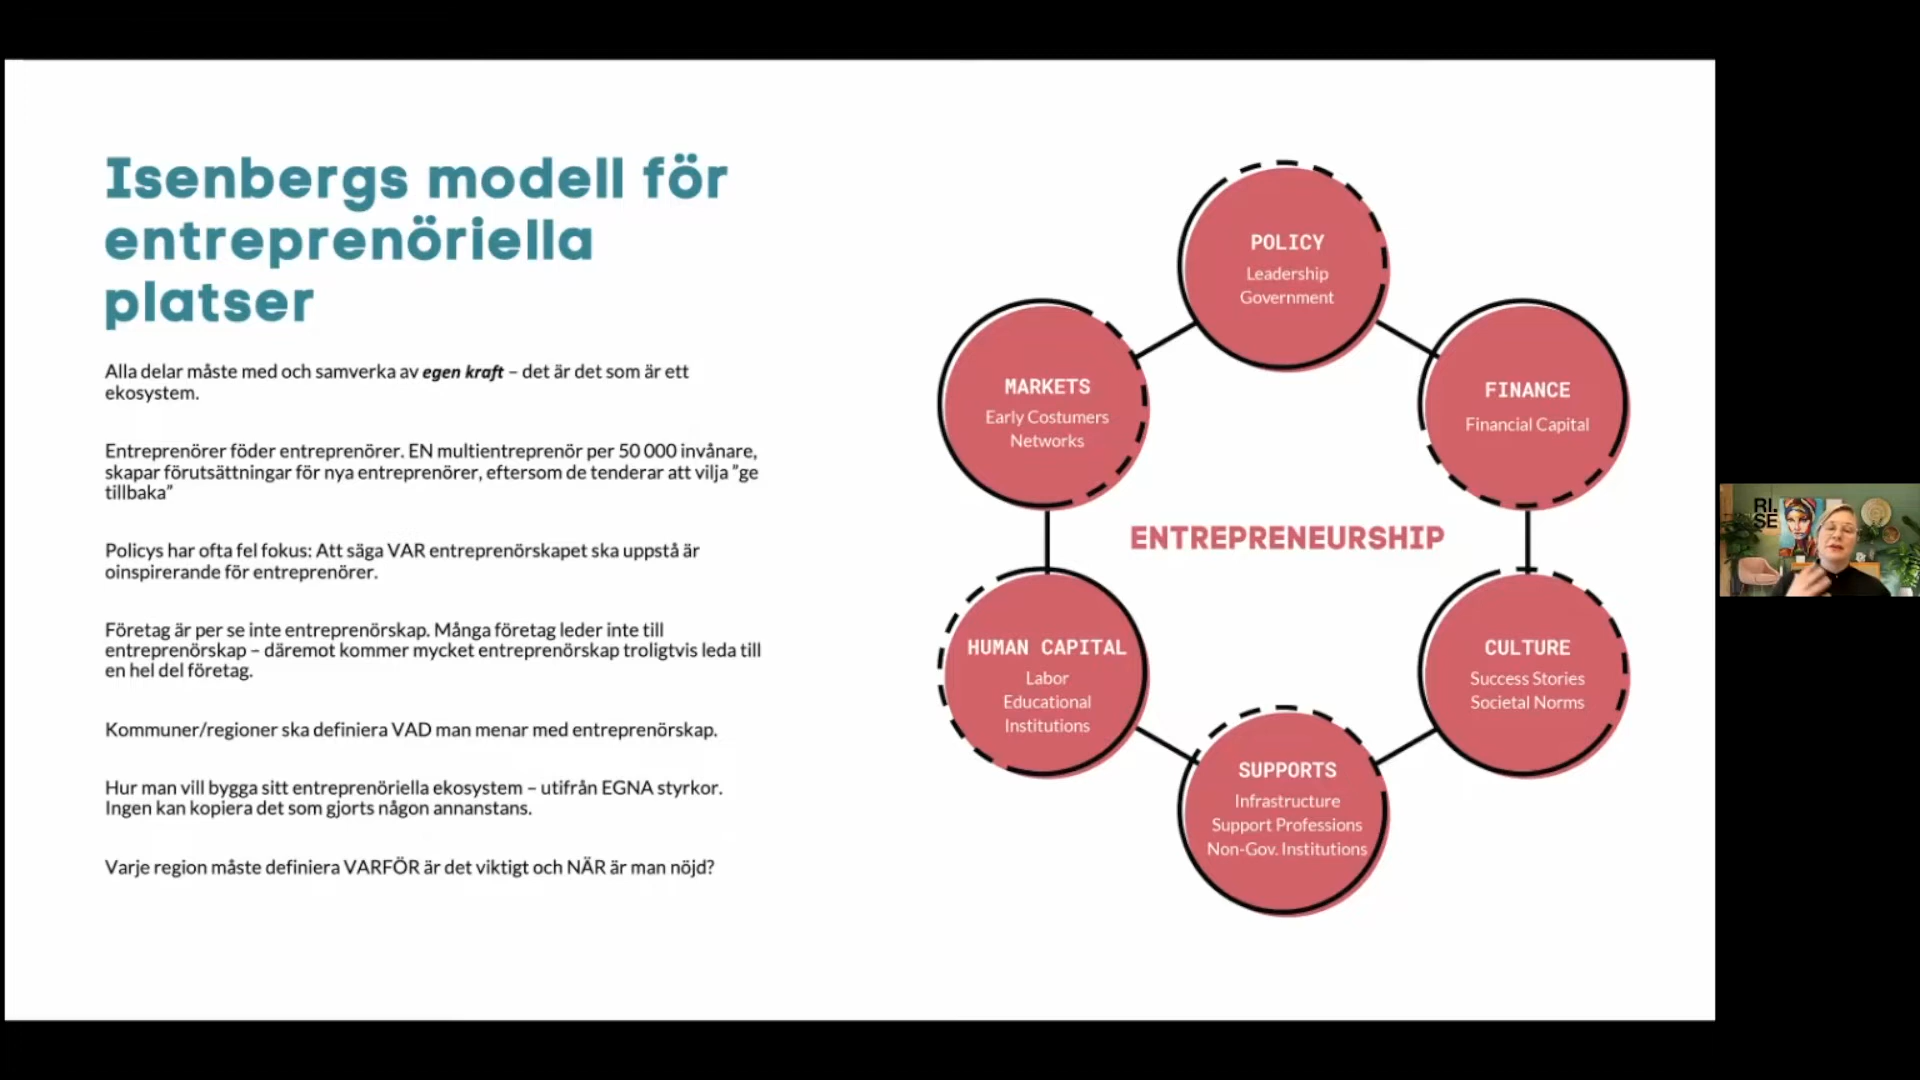 Isenbergs modell för
entreprenöriella
platser
Alla delar måste med och samverka av egen kraft – det är det som är ett
ekosystem.
Entreprenörer föder entreprenörer. EN multientreprenör per 50 000 invånare,
skapar förutsättningar för nya entreprenörer, eftersom de tenderar att vilja ”ge
tillbaka”
Policys har ofta fel fokus: Att säga VAR entreprenörskapet ska uppstå är
oinspirerande för entreprenörer.
Företag är per se inte entreprenörskap. Många företag leder inte till
entreprenörskap – däremot kommer mycket entreprenörskap troligtvis leda till
en hel del företag.
Kommuner/regioner ska definiera VAD man menar med entreprenörskap.
Hur man vill bygga sitt entreprenöriella ekosystem – utifrån EGNA styrkor.
Ingen kan kopiera det som gjorts någon annanstans.
Varje region måste definiera VARFÖR är det viktigt och NÄR är man nöjd?
POLICY
Leadership
Government
MARKETS
Early Costumers
Networks
FINANCE
Financial Capital
ENTREPRENEURSHIP
HUMAN CAPITAL
Labor
Educational
Institutions
CULTURE
Success Stories
Societal Norms
SUPPORTS
Infrastructure
Support Professions
Non-Gov. Institutions
RI.
SE